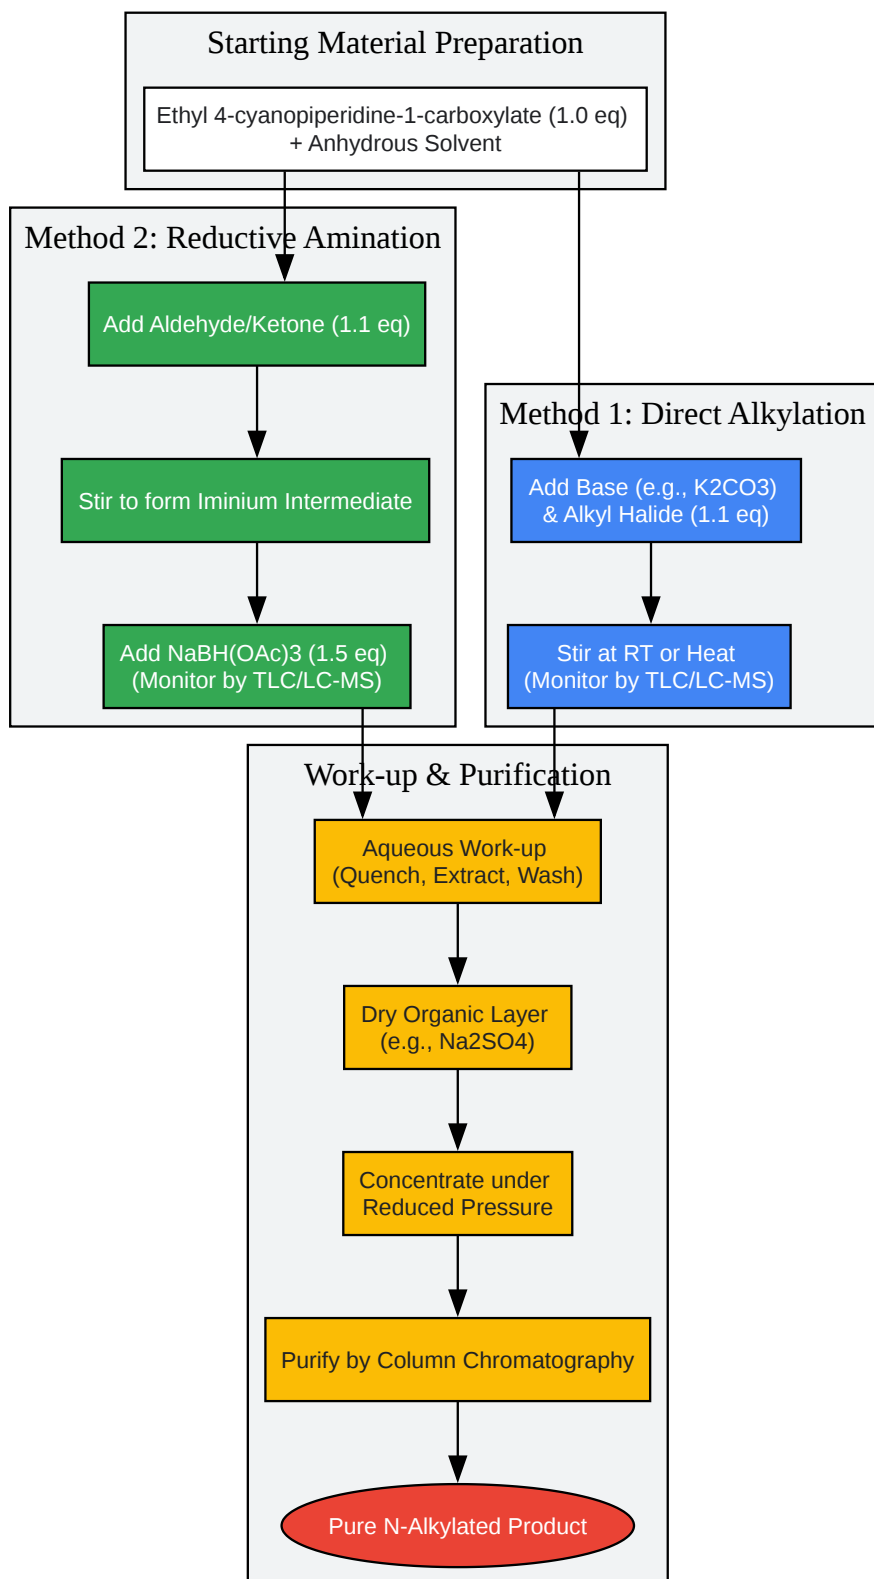 Starting Material Preparation
Ethyl 4-cyanopiperidine-1-carboxylate (1.0 eq)
+ Anhydrous Solvent
Method 2: Reductive Amination
Add Aldehyde/Ketone (1.1 eq)
Stir to form Iminium Intermediate
Add NaBH(OAc)3 (1.5 eq)
(Monitor by TLC/LC-MS)
Method 1: Direct Alkylation
Add Base (e.g., K2CO3)
& Alkyl Halide (1.1 eq)
Stir at RT or Heat
(Monitor by TLC/LC-MS)
Work-up & Purification
Aqueous Work-up
(Quench, Extract, Wash)
Dry Organic Layer
(e.g., Na2SO4)
Concentrate under
Reduced Pressure
Purify by Column Chromatography
Pure N-Alkylated Product